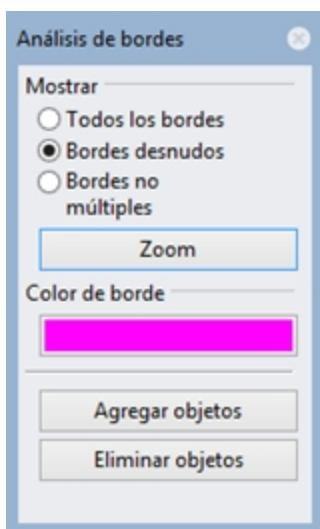 Análisis de bordes
Mostrar
Todos los bordes
Bordes desnudos
Bordes no
múltiples
Zoom
Color de borde
Agregar objetos
Eliminar objetos